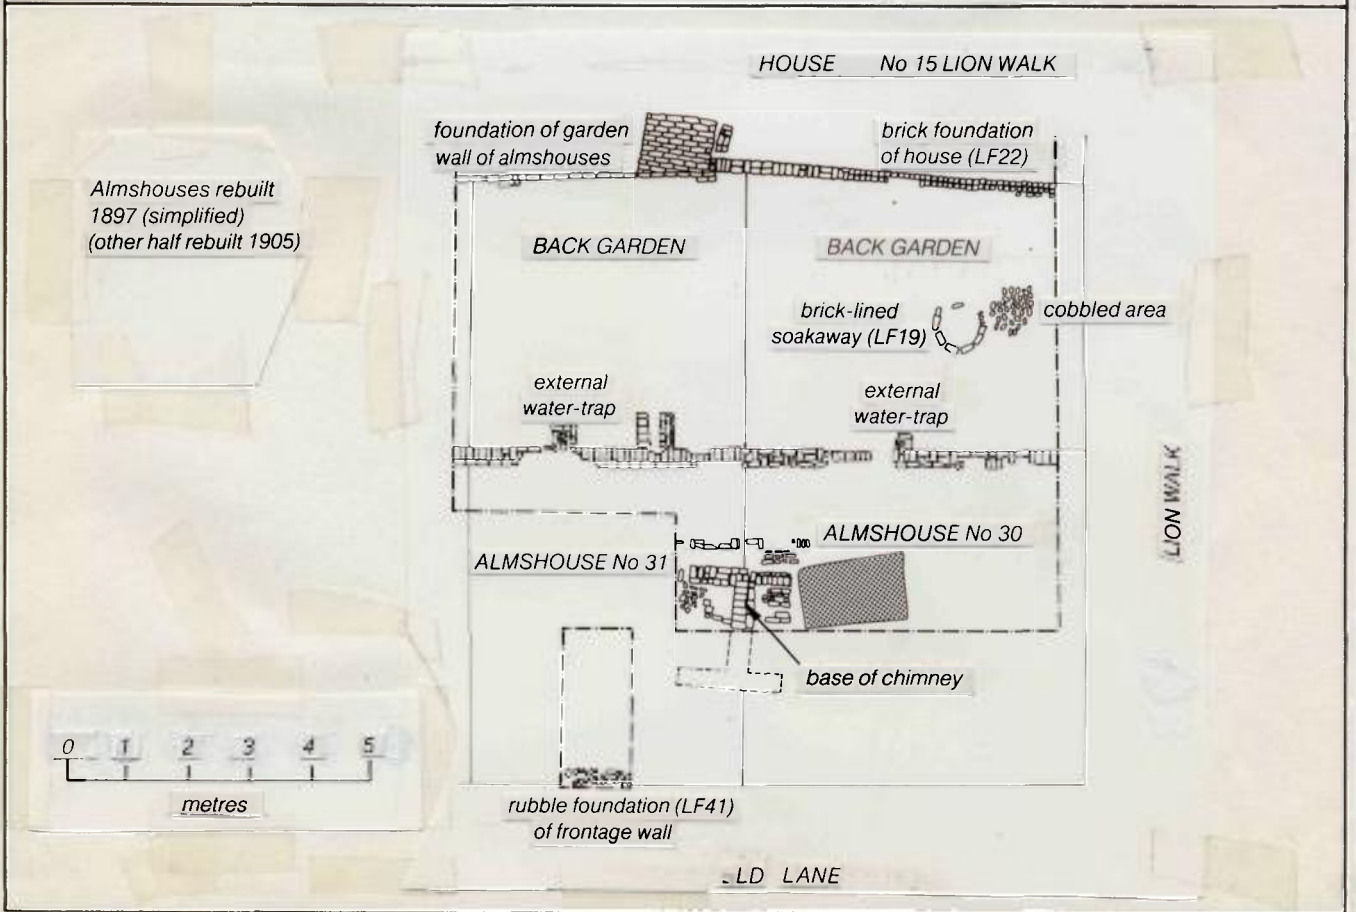 HOUSE No 15 LION WALK
foundation of garden
wall of almshouses
brick foundation
of house (LF22)
Almshouses rebuilt
1897 (simplified)
(other half rebuilt 1905)
BACK GARDEN
BACK GARDEN
brick-lined
soakaway (LF19)
cobbled area
external
water-trap
external
water-trap
LION WALK
ALMSHOUSE No 30
ALMSHOUSE No 31
base of chimney
0 1 2 3 4 5
metres
rubble foundation (LF41)
of frontage wall
LD LANE